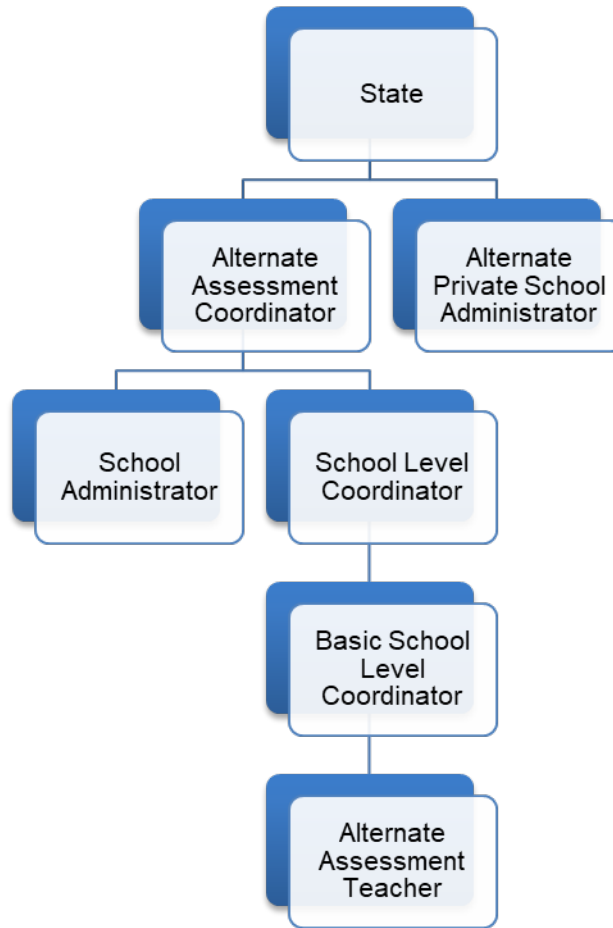 State
Alternate
Assessment
Coordinator
Alternate
Private School
Administrator
School
Administrator
School Level
Coordinator
Basic School
Level
Coordinator
Alternate
Assessment
Teacher